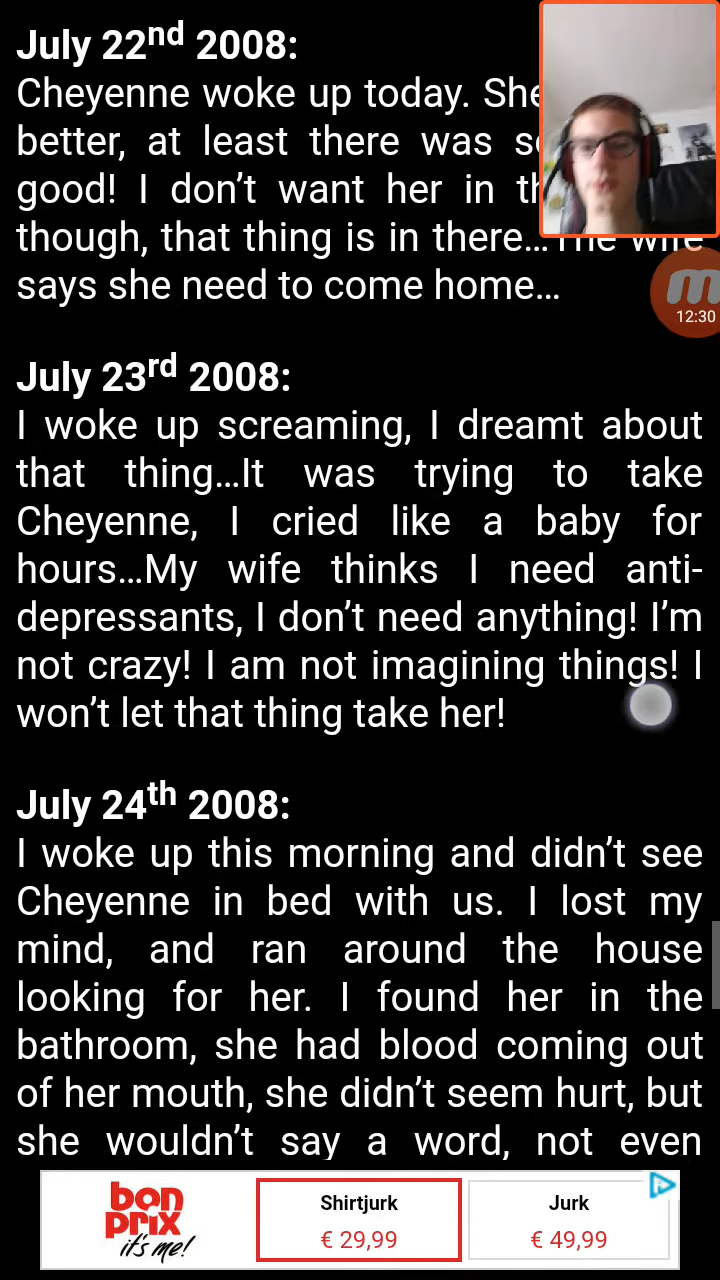 July 22nd 2008:
Cheyenne woke up today. She
better, at least there was
good! I don’t want her in
though, that thing is in there...The wife
says she need to come home...
12:30
July 23rd 2008:
I woke up screaming, I dreamt about
that thing...It was trying to take
Cheyenne, I cried like a baby for
hours...My wife thinks I need anti-
depressants, I don’t need anything! I’m
not crazy! I am not imagining things! I
won’t let that thing take her!
July 24th 2008:
I woke up this morning and didn’t see
Cheyenne in bed with us. I lost my
mind, and ran around the house
looking for her. I found her in the
bathroom, she had blood coming out
of her mouth, she didn’t seem hurt, but
she wouldn’t say a word, not even
bon
prix
it's me!
Shirtjurk
€ 29,99
Jurk
€ 49,99